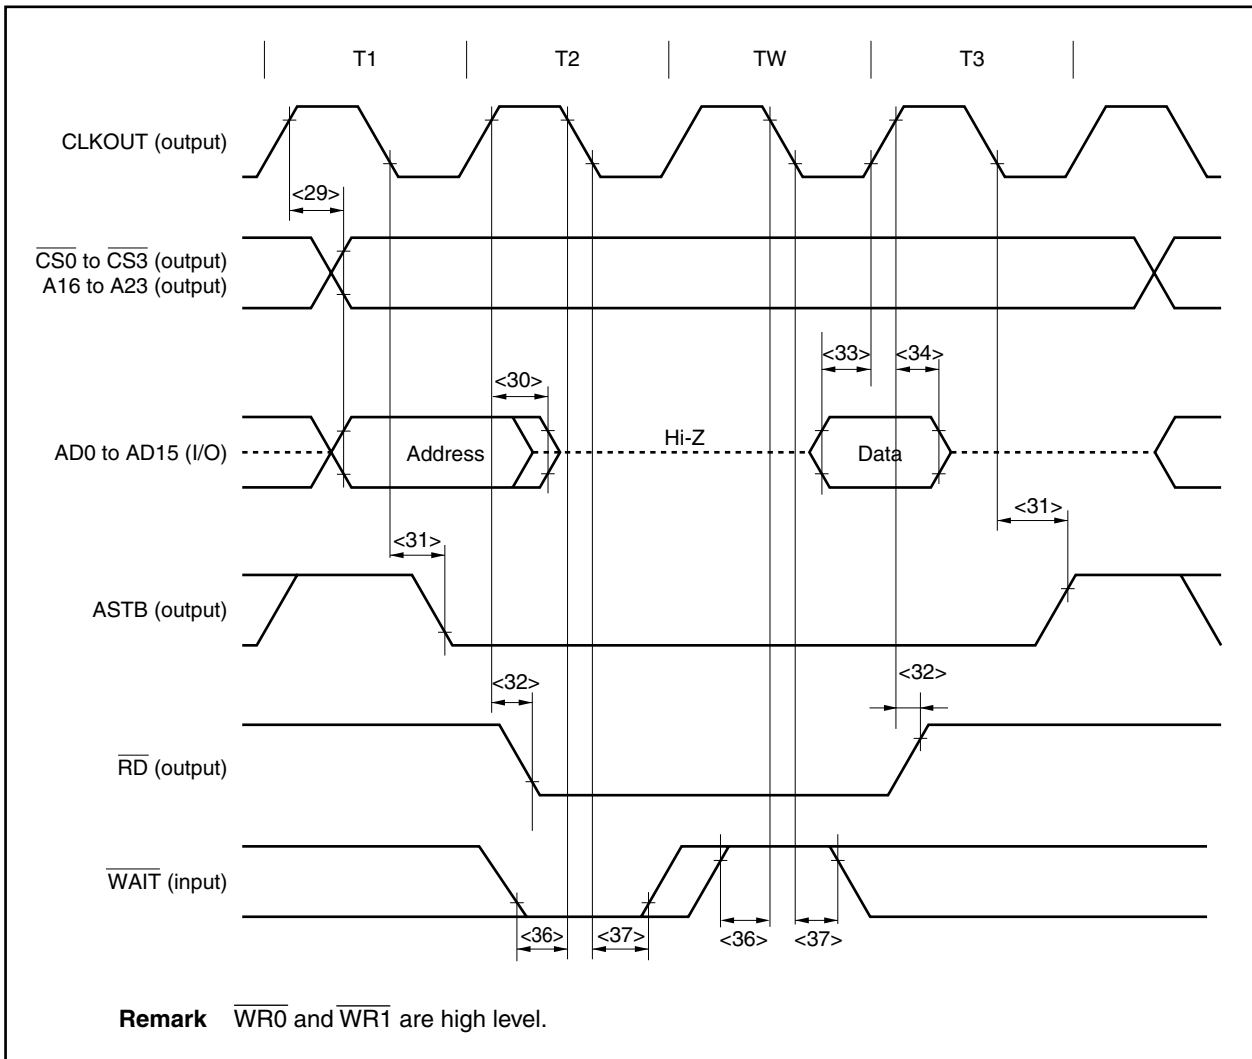 T1 T2 TW T3
CLKOUT (output)
<29>
CS0 to CS3 (output)
A16 to A23 (output)
<33> <34>
<30>
AD0 to AD15 (I/O) Address Hi-Z Data
<31>
<31>
ASTB (output)
<32>
<32>
RD (output)
WAIT (input)
<36> <37> <36> <37>
Remark WR0 and WR1 are high level.